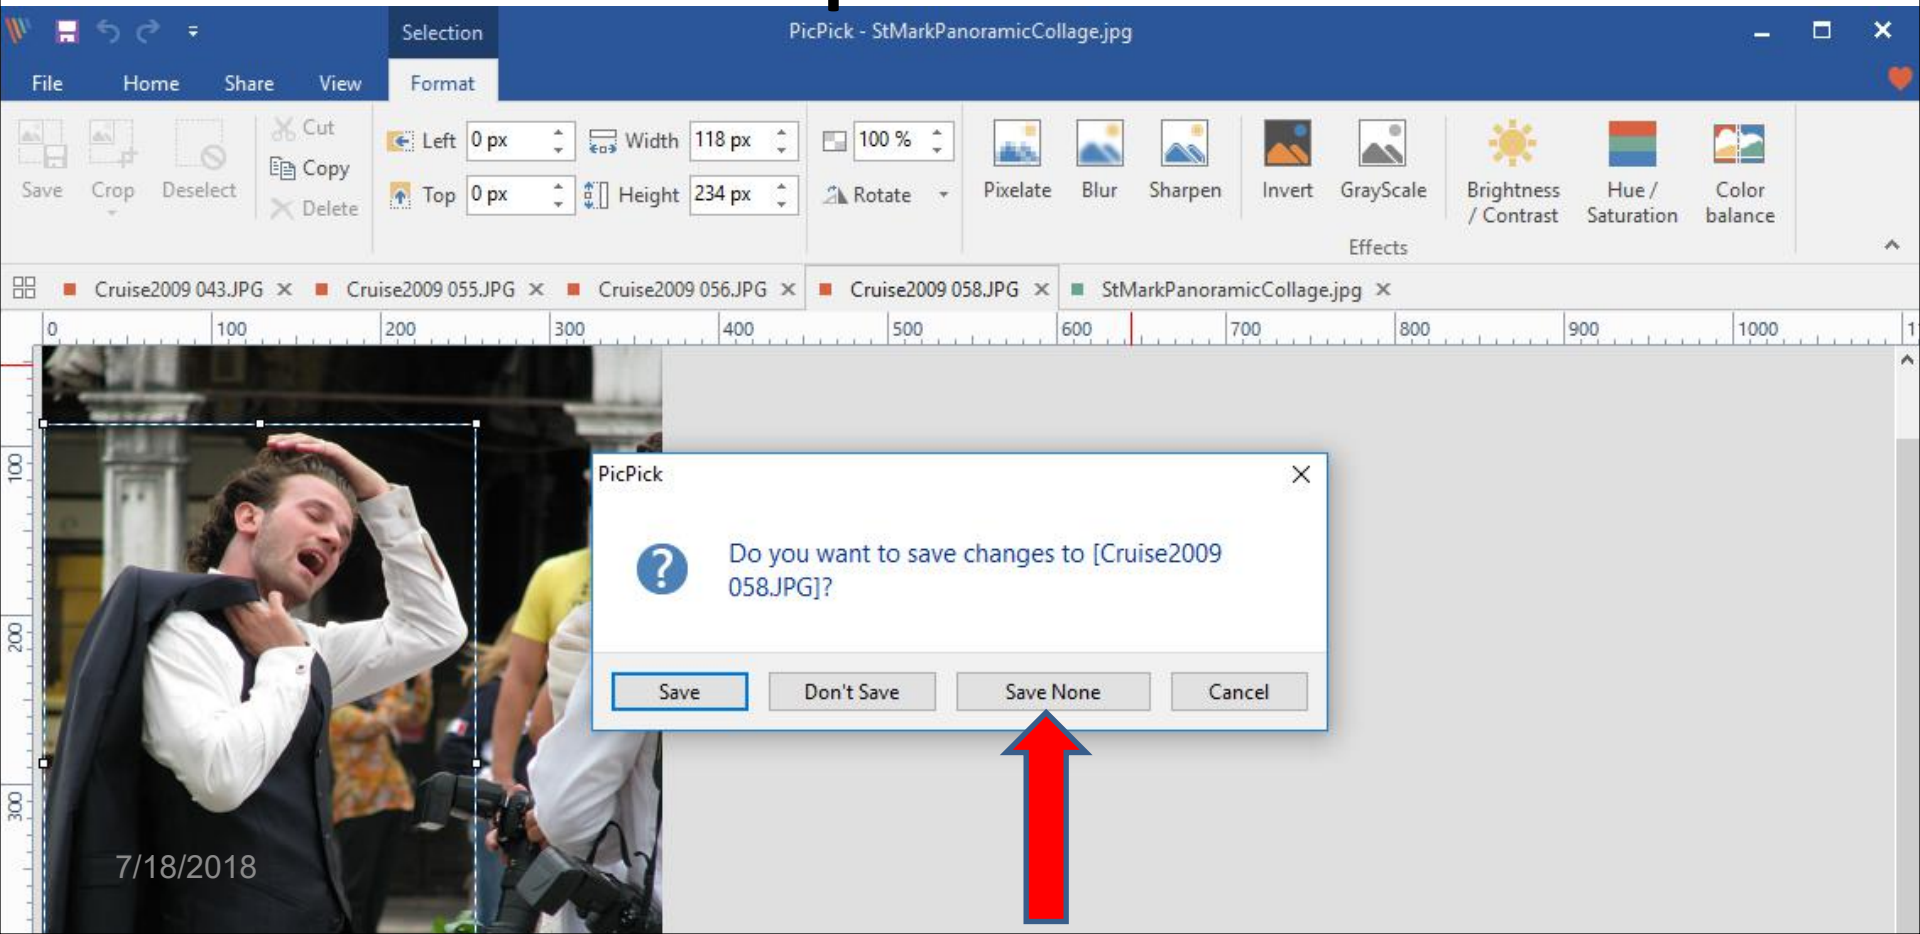 Selection
PicPick - StMarkPanoramicCollage.jpg
File Home Share View Format
Save Crop Deselect
Cut
Copy
Delete
Left 0 px Width 118 px 100 %
Top 0 px Height 234 px Rotate
Pixelate Blur Sharpen Invert GrayScale
Brightness
/ Contrast
Hue /
Saturation
Color
balance
Effects
Cruise2009 043.JPG Cruise2009 055.JPG Cruise2009 056.JPG Cruise2009 058.JPG StMarkPanoramicCollage.jpg
0 100 200 300 400 500 600 700 800 900 1000
100
200
300
PicPick
Do you want to save changes to [Cruise2009
058.JPG]?
Save Don't Save Save None Cancel
7/18/2018